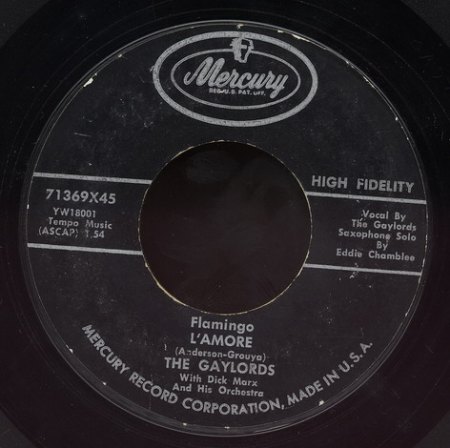 Mercury
REG. U.S. PAT. OFF.
71369X45
YW18001
Tempo Music
(ASCAP) 1.54
HIGH FIDELITY
Vocal By
The Gaylords
Saxophone Solo
By
Eddie Chamblee
Flamingo
L'AMORE
(Anderson-Grouya)
THE GAYLORDS
With Dick Marx
And His Orchestra
MERCURY RECORD CORPORATION, MADE IN U.S.A.